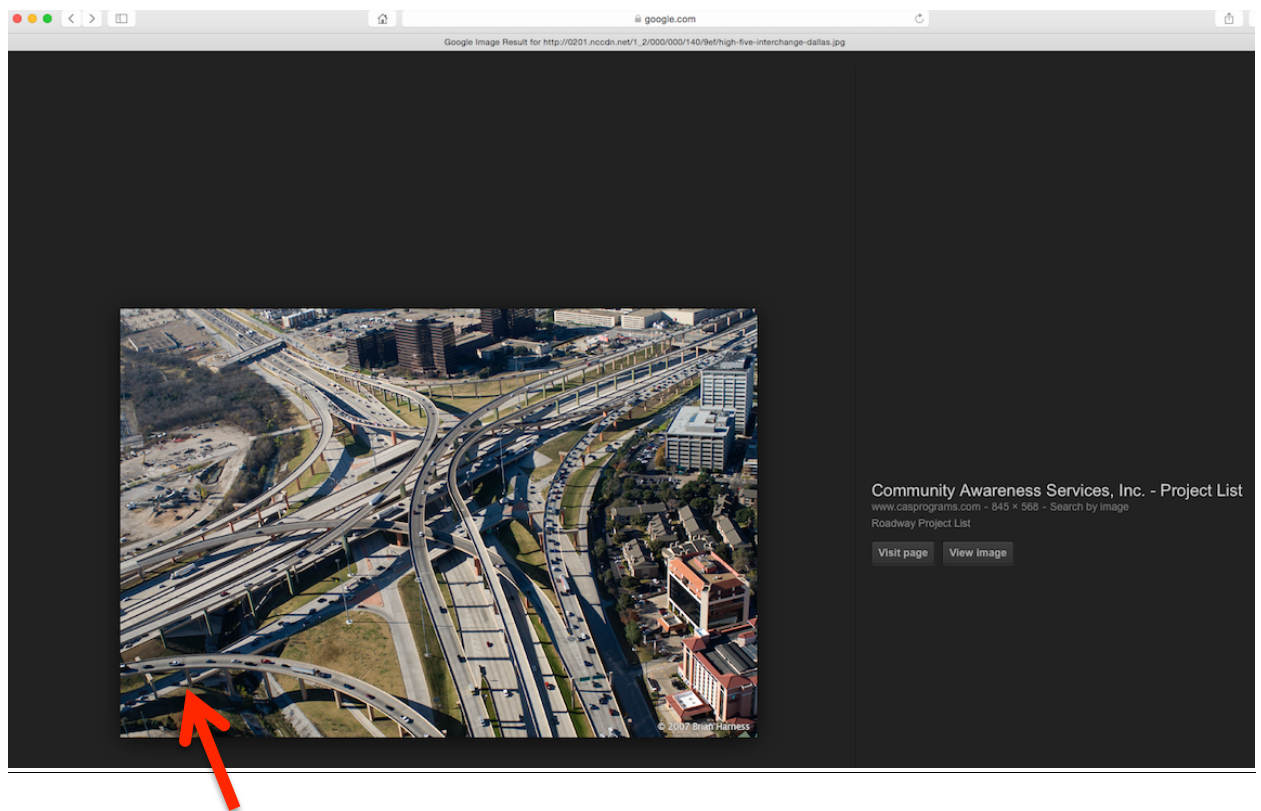 google.com
Google Image Result for http://0201.nccdn.net/1_2/000/000/140/9ef/high-five-interchange-dallas.jpg
Community Awareness Services, Inc. - Project List
www.casprograms.com - 845 × 568 - Search by image
Roadway Project List
Visit page View image
© 2007 Brian Harness